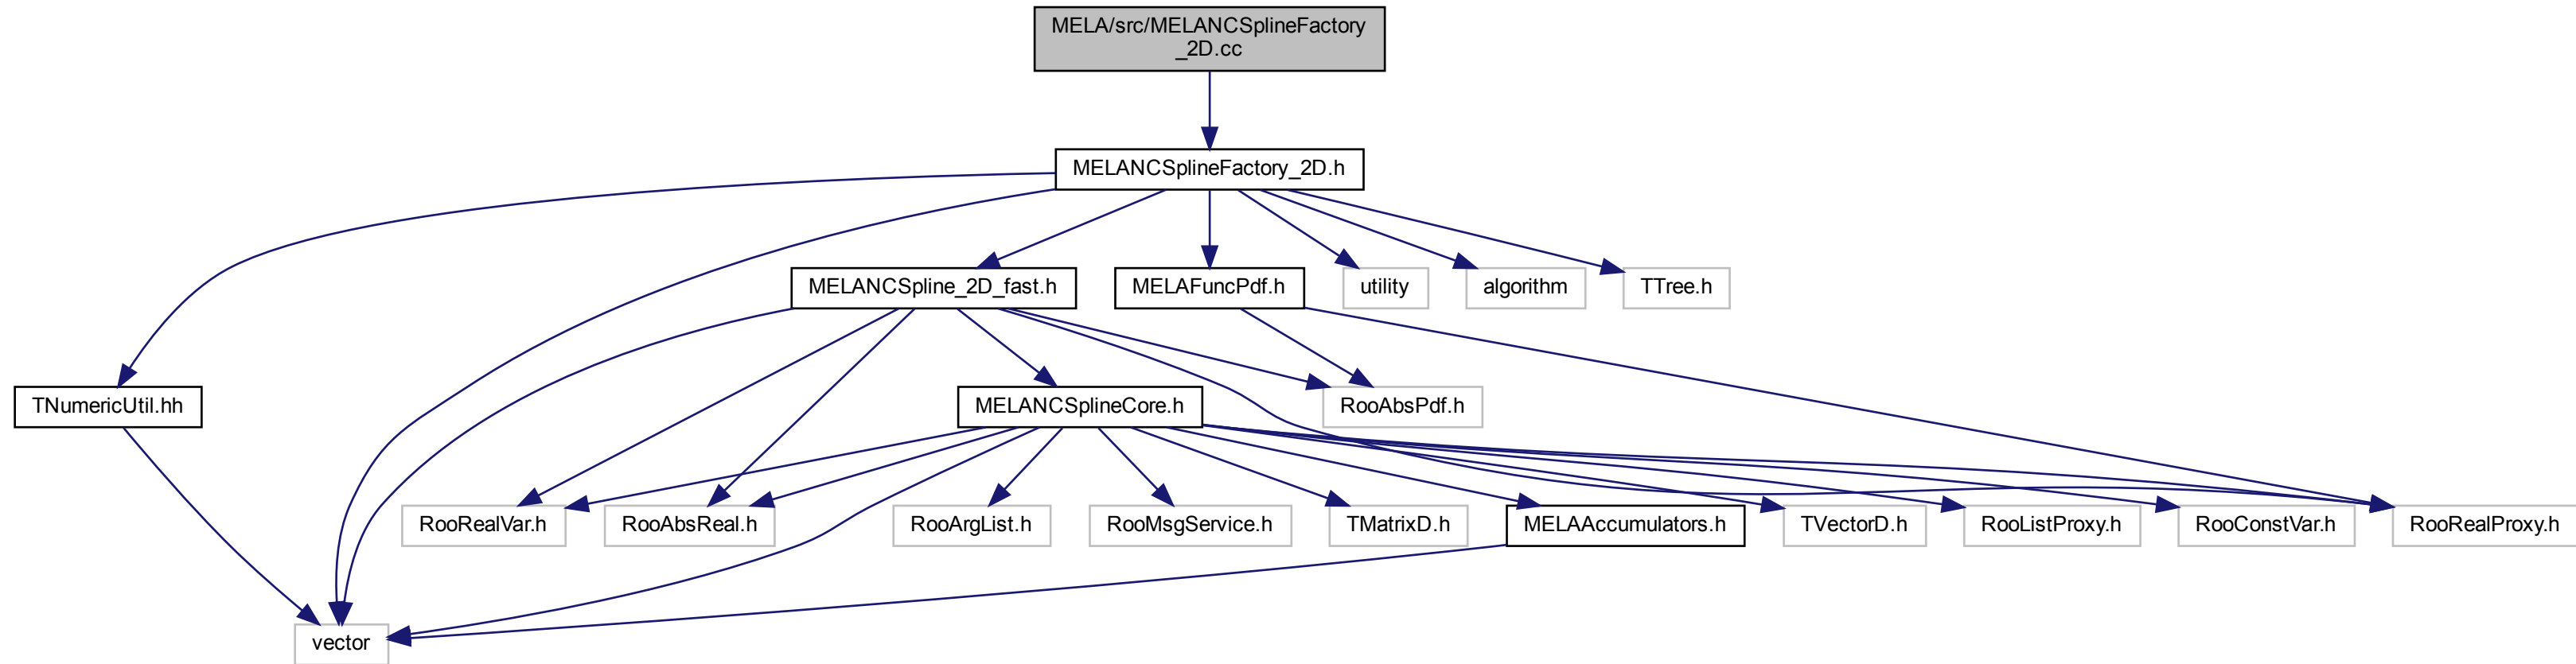 MELA/src/MELANCSplineFactory
_2D.cc
MELANCSplineFactory_2D.h
MELANCSpline_2D_fast.h
MELAFuncPdf.h
utility
algorithm
TTree.h
TNumericUtil.hh
MELANCSplineCore.h
RooAbsPdf.h
RooRealVar.h
RooAbsReal.h
RooArgList.h
RooMsgService.h
TMatrixD.h
MELAAccumulators.h
TVectorD.h
RooListProxy.h
RooConstVar.h
RooRealProxy.h
vector